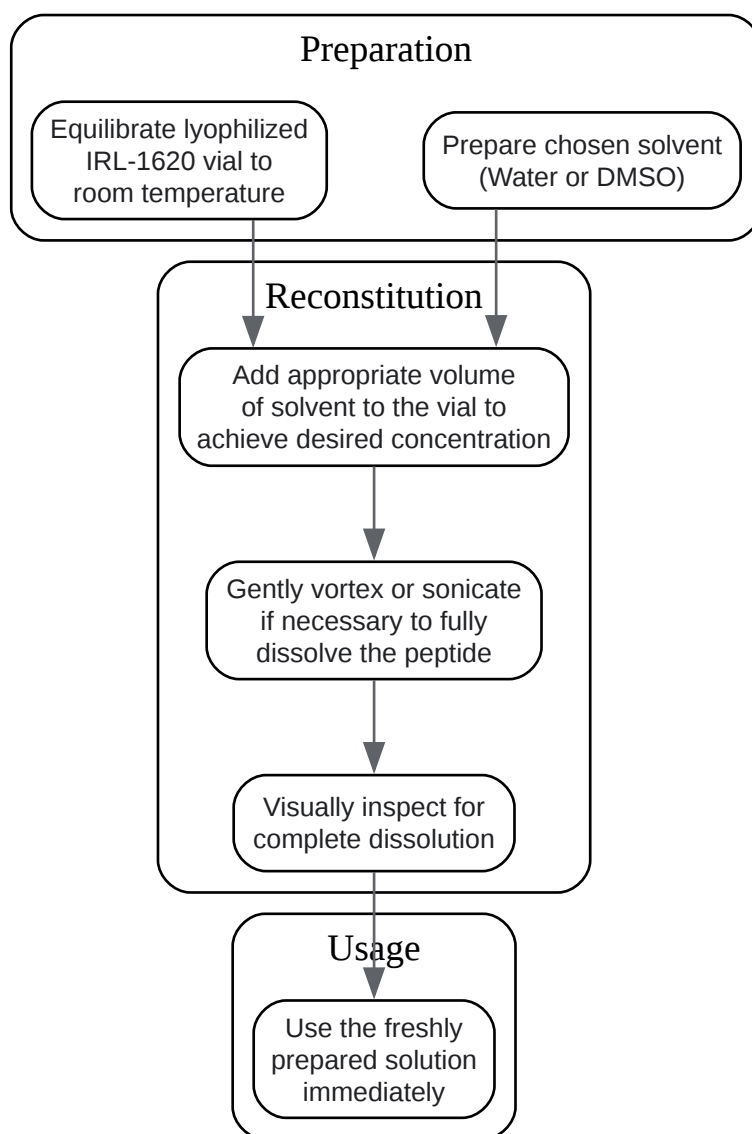 Preparation
Equilibrate lyophilized
IRL-1620 vial to
room temperature
Prepare chosen solvent
(Water or DMSO)
Reconstitution
Add appropriate volume
of solvent to the vial to
achieve desired concentration
Gently vortex or sonicate
if necessary to fully
dissolve the peptide
Visually inspect for
complete dissolution
Usage
Use the freshly
prepared solution
immediately